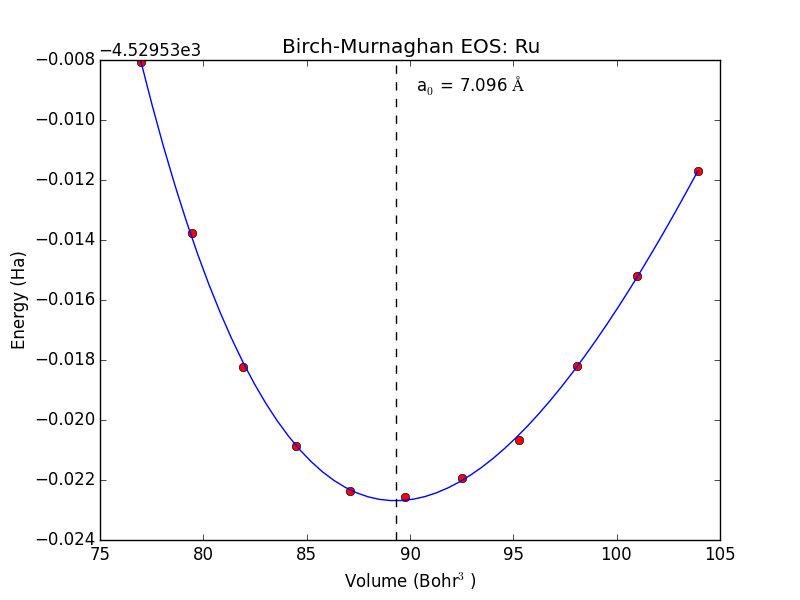 Birch-Murnaghan EOS: Ru
−4.52953e3
a₀ = 7.096 Å
−0.008
−0.010
−0.012
−0.014
−0.016
−0.018
−0.020
−0.022
−0.024
Energy (Ha)
75 80 85 90 95 100 105
Volume (Bohr³ )